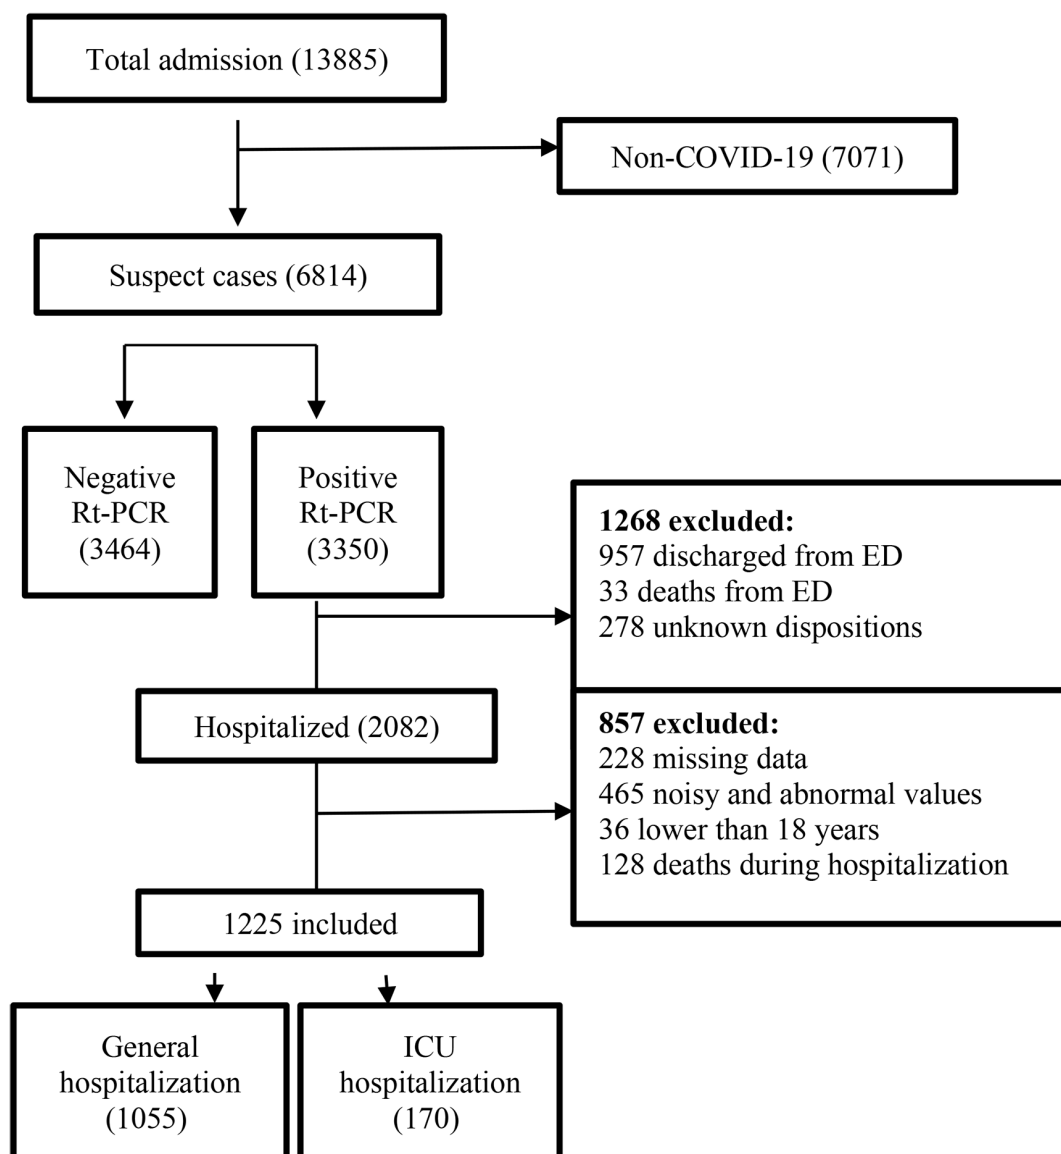 Total admission (13885)
Non-COVID-19 (7071)
Suspect cases (6814)
Negative
Rt-PCR
(3464)
Positive
Rt-PCR
(3350)
1268 excluded:
957 discharged from ED
33 deaths from ED
278 unknown dispositions
Hospitalized (2082)
857 excluded:
228 missing data
465 noisy and abnormal values
36 lower than 18 years
128 deaths during hospitalization
1225 included
General
hospitalization
(1055)
ICU
hospitalization
(170)